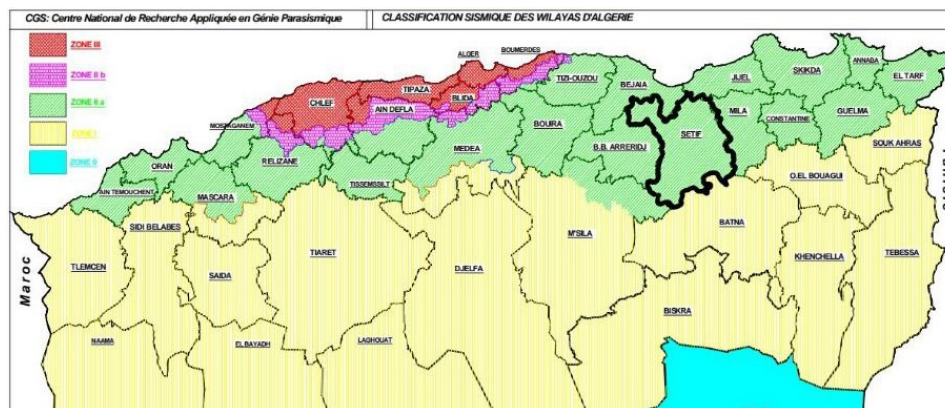 CGS: Centre National de Recherche Appliquée en Génie Parasismique
CLASSIFICATION SISMIQUE DES WILAYAS D'ALGERIE
ZONE III
ZONE II b
ZONE II a
ZONE I
ZONE 0
ALGER
BOUMERDES
TIPAZA
BLIDA
CHLEF
AIN DEFLA
TIZI-OUZOU
BEJAIA
JIJEL
SKIKDA
ANNABA
EL TARF
MOSTAGANEM
RELIZANE
MEDEA
BOURA
B.B. ARRERIDJ
SETIF
MILA
CONSTANTINE
GUELMA
SOUK AHRAS
ORAN
AIN TEMOUCHENT
MASCARA
TISSEMSSILT
O.EL BOUAGUI
TLEMCEN
SIDI BELABES
SAIDA
TIARET
DJELFA
M'SILA
BATNA
KHENCHELLA
TEBESSA
BISKRA
NAAMA
EL BAYADH
LAGHOUAT
Maroc